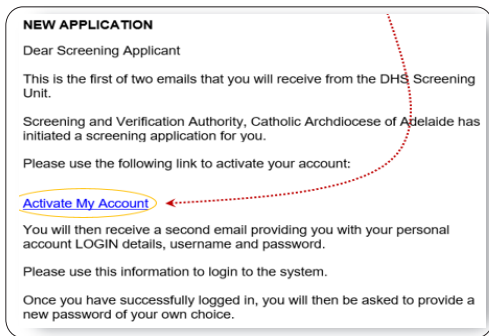 NEW APPLICATION
Dear Screening Applicant
This is the first of two emails that you will receive from the DHS Screening
Unit.
Screening and Verification Authority, Catholic Archdiocese of Adelaide has
initiated a screening application for you.
Please use the following link to activate your account:
Activate My Account
You will then receive a second email providing you with your personal
account LOGIN details, username and password.
Please use this information to login to the system.
Once you have successfully logged in, you will then be asked to provide a
new password of your own choice.